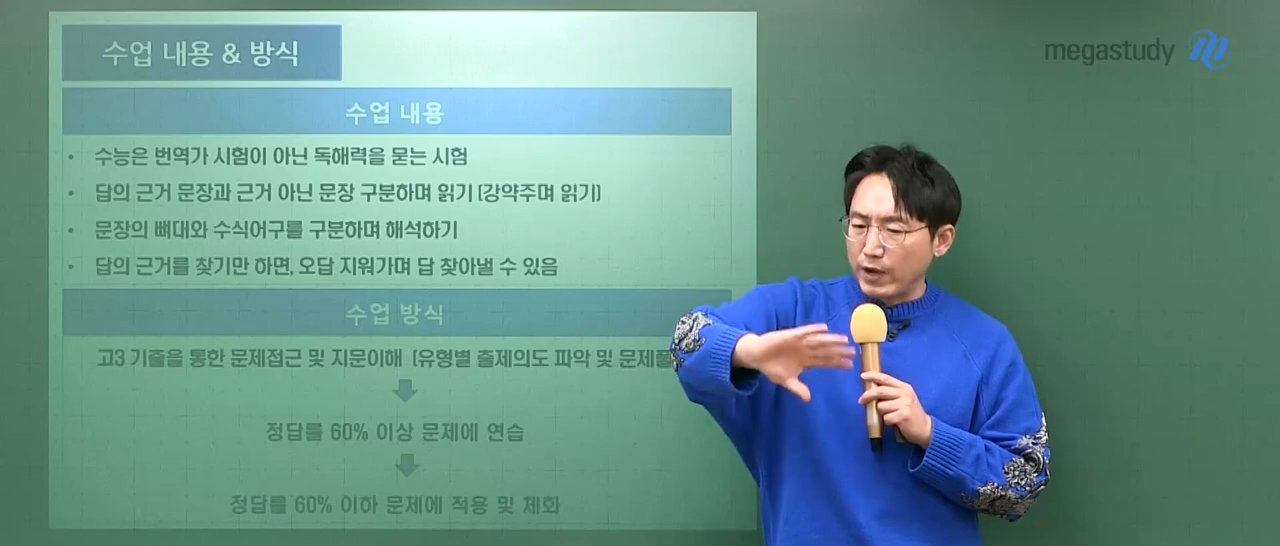 수업 내용 & 방식
megastudy
수업 내용
• 수능은 번역가 시험이 아닌 독해력을 묻는 시험
• 답의 근거 문장과 근거 아닌 문장 구분하며 읽기 (강약주며 읽기)
• 문장의 뼈대와 수식어구를 구분하며 해석하기
• 답의 근거를 찾기만 하면, 오답 지워가며 답 찾아낼 수 있음
수업 방식
고3 기출을 통한 문제접근 및 지문이해 (유형별 출제의도 파악 및
정답률 60% 이상 문제에 연습
정답률 60% 이하 문제에 적용 및 체화